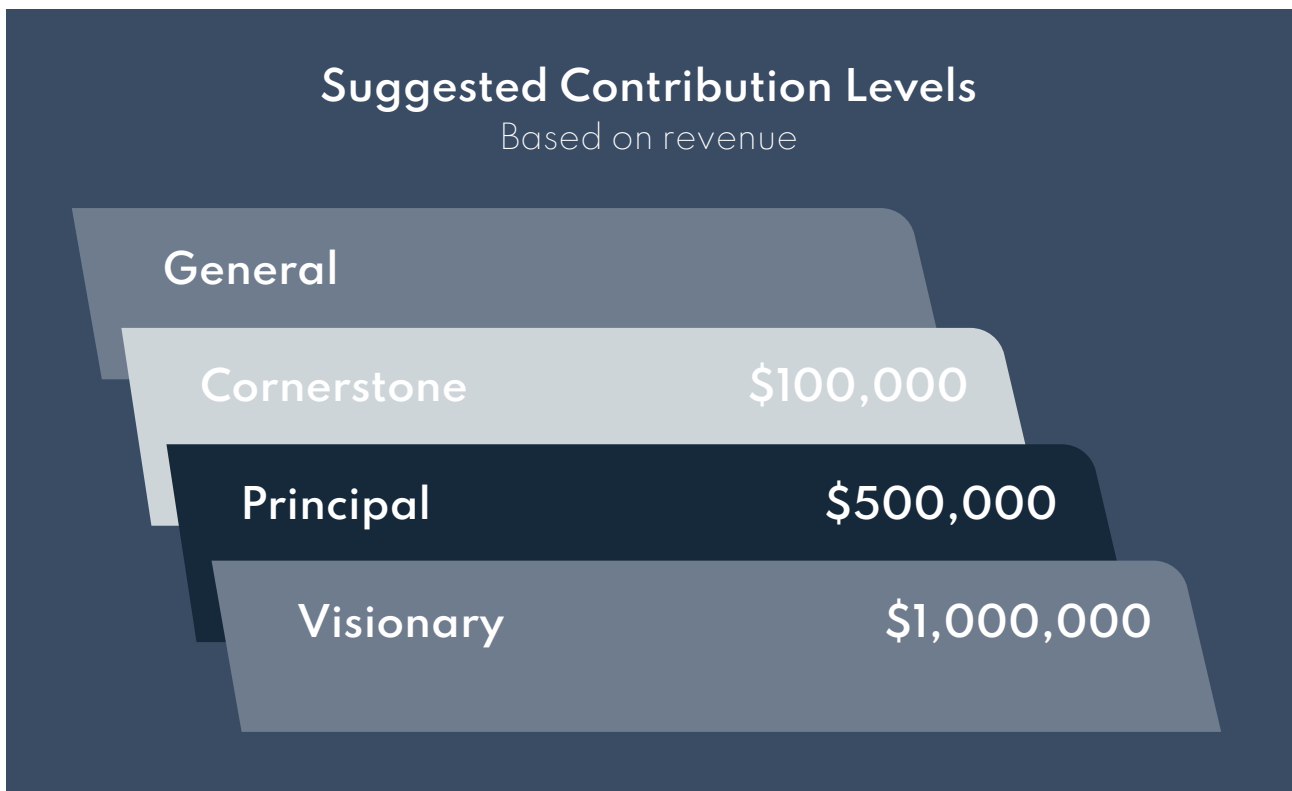 Suggested Contribution Levels
Based on revenue
General
Cornerstone $100,000
Principal $500,000
Visionary $1,000,000